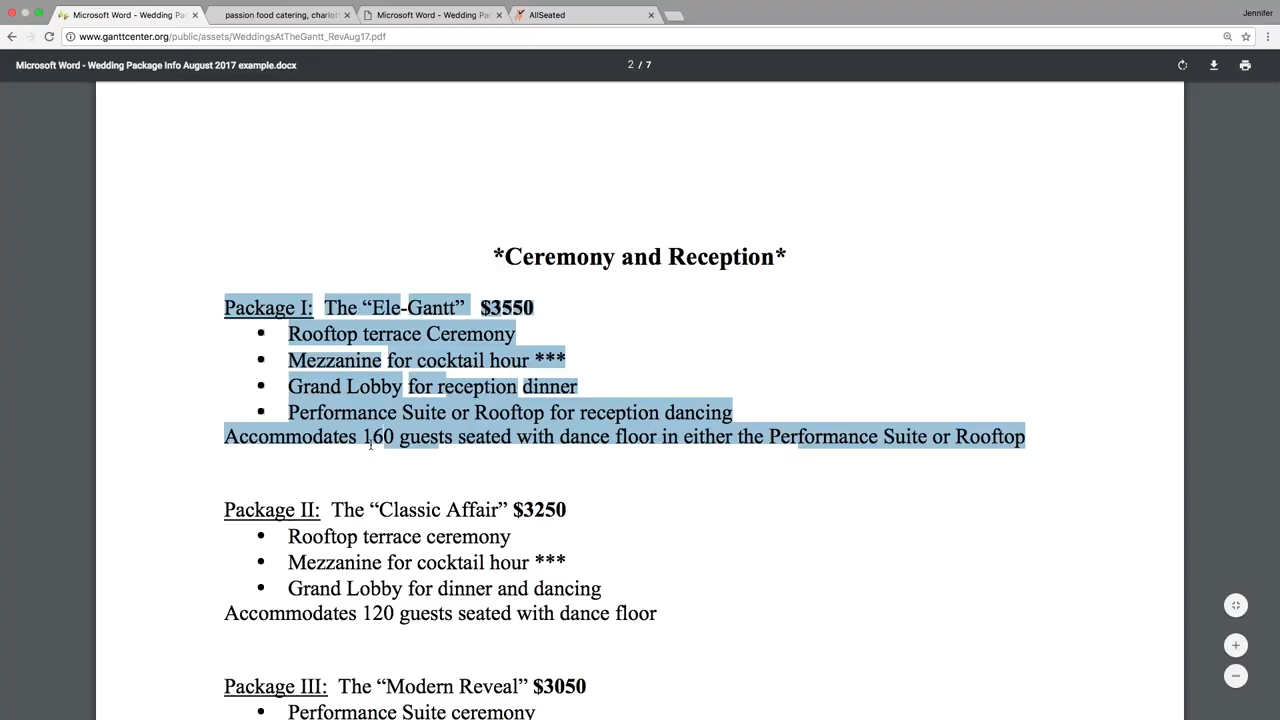 Microsoft Word - Wedding Pac
passion food catering, charlot
Microsoft Word - Wedding Pac
AllSeated
Jennifer
www.ganttcenter.org/public/assets/WeddingsAtTheGantt_RevAug17.pdf
Microsoft Word - Wedding Package Info August 2017 example.docx
2 / 7
*Ceremony and Reception*
Package I: The “Ele-Gantt” $3550
• Rooftop terrace Ceremony
• Mezzanine for cocktail hour ***
• Grand Lobby for reception dinner
• Performance Suite or Rooftop for reception dancing
Accommodates 160 guests seated with dance floor in either the Performance Suite or Rooftop
Package II: The “Classic Affair” $3250
• Rooftop terrace ceremony
• Mezzanine for cocktail hour ***
• Grand Lobby for dinner and dancing
Accommodates 120 guests seated with dance floor
Package III: The “Modern Reveal” $3050
• Performance Suite ceremony